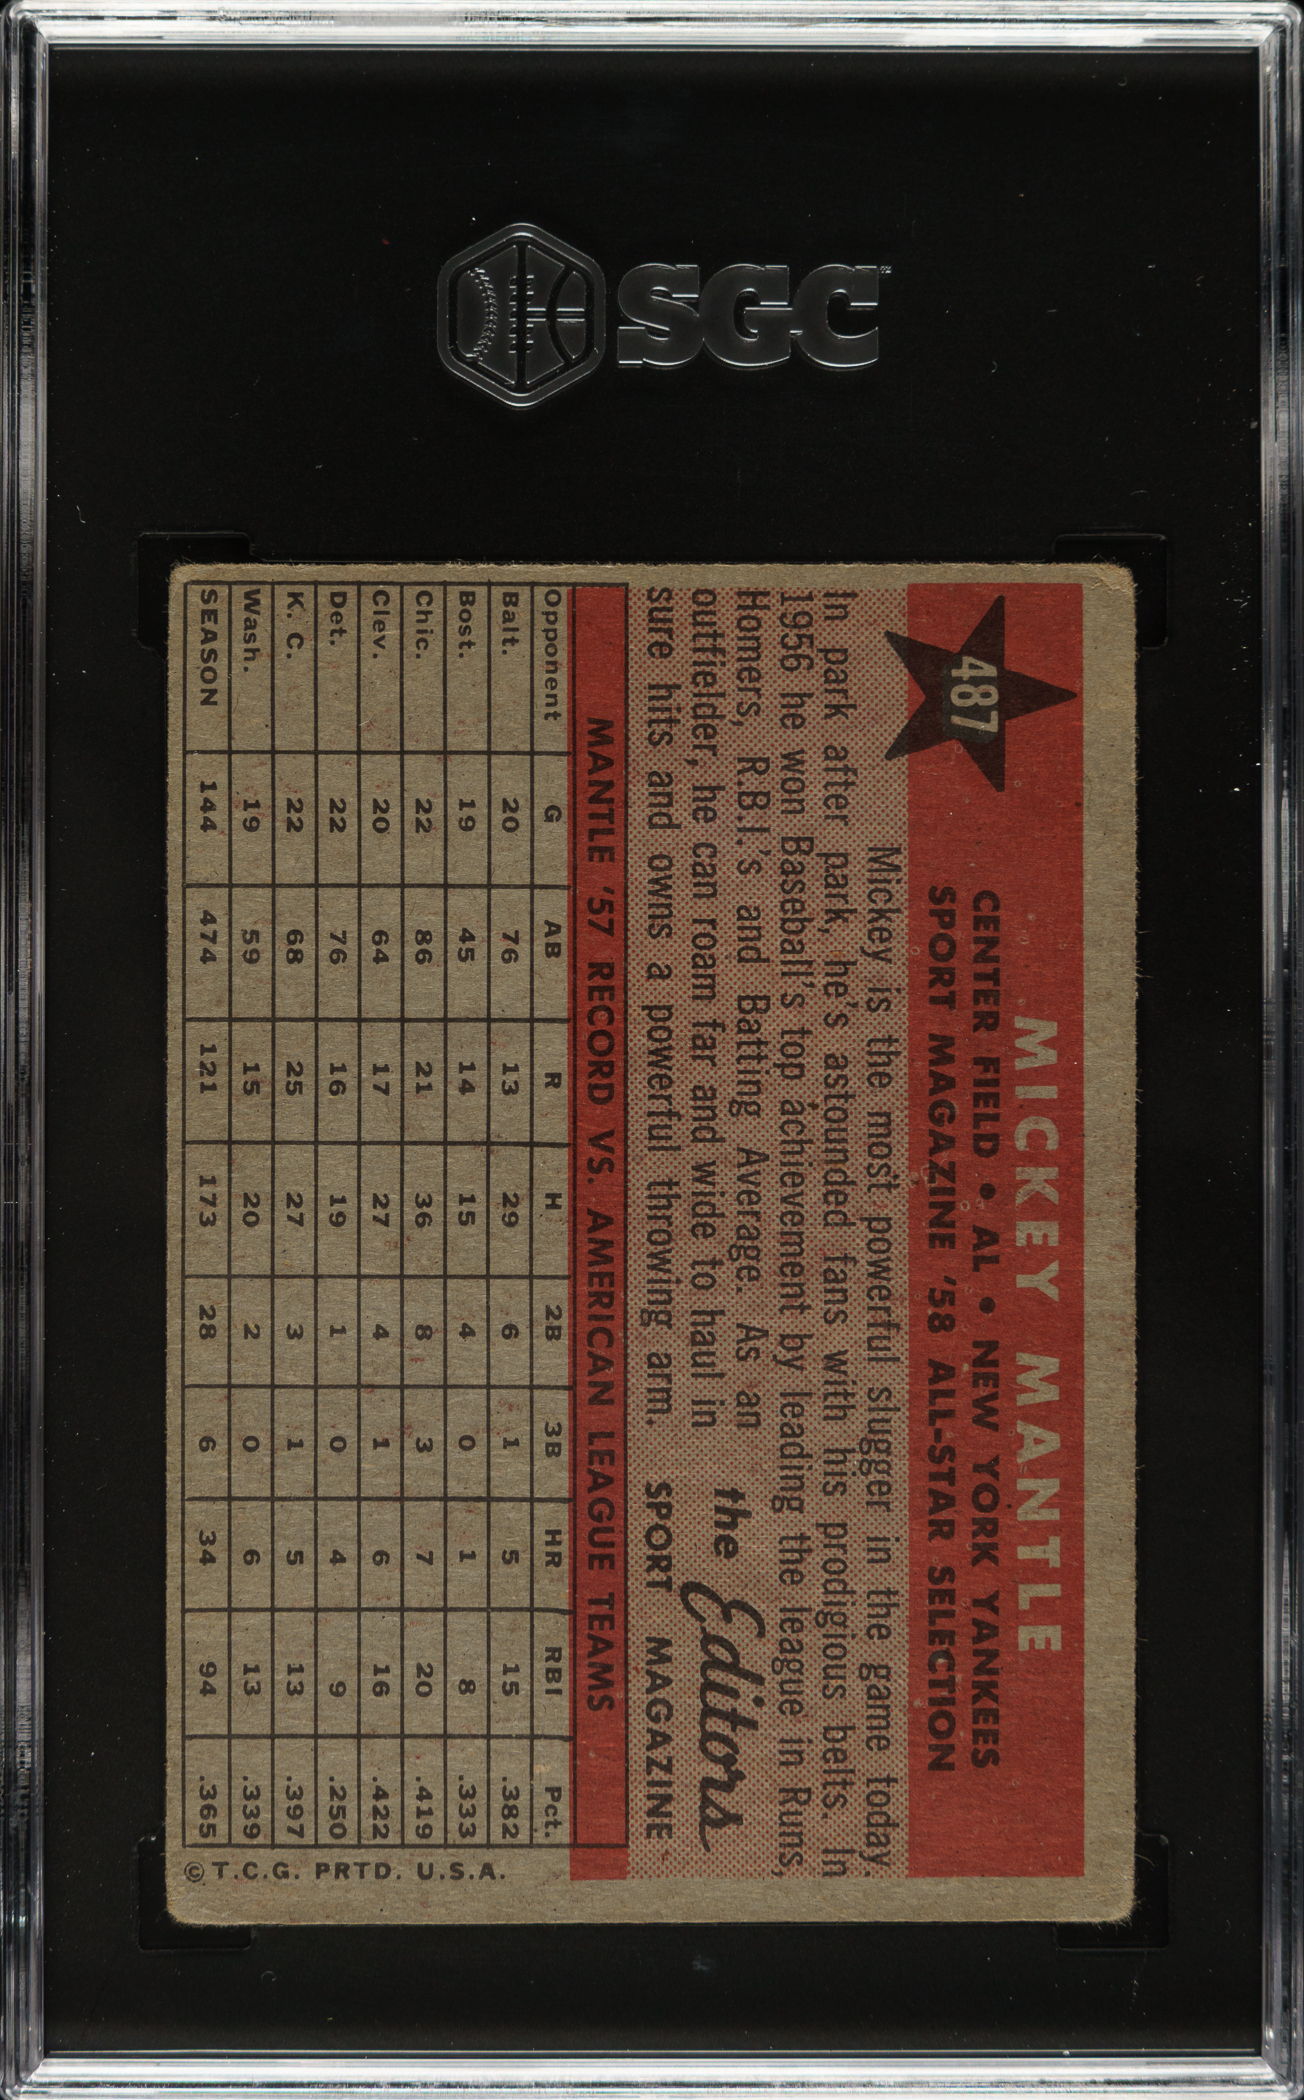 SGC
487
MICKEY MANTLE
CENTER FIELD • AL • NEW YORK YANKEES
SPORT MAGAZINE '58 ALL-STAR SELECTION
Mickey is the most powerful slugger in the game today.
In park after park, he's astounded fans with his prodigious belts. In
1956 he won Baseball's top achievement by leading the league in Runs,
Homers, R.B.I.'s and Batting Average. As an
outfielder, he can roam far and wide to haul in
sure hits and owns a powerful throwing arm.
the Editors
SPORT MAGAZINE
MANTLE '57 RECORD VS. AMERICAN LEAGUE TEAMS
Opponent G AB R H 2B 3B HR RBI Pct.
Balt. 20 76 13 29 6 1 5 15 .382
Bost. 19 45 14 15 4 0 1 8 .333
Chic. 22 86 21 36 8 3 7 20 .419
Clev. 20 64 17 27 4 1 6 16 .422
Det. 22 76 16 19 1 0 4 9 .250
K. C. 22 68 25 27 3 1 5 13 .397
Wash. 19 59 15 20 2 0 6 13 .339
SEASON 144 474 121 173 28 6 34 94 .365
© T.C.G. PRTD. U.S.A.